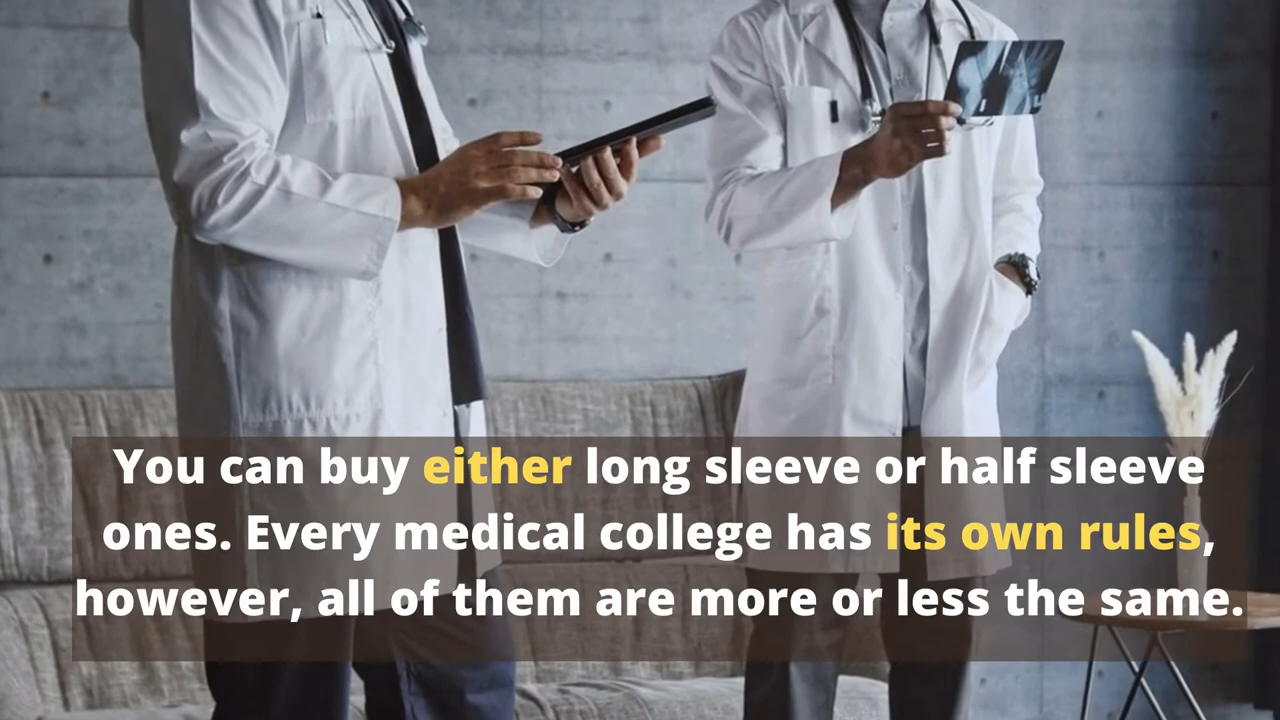 You can buy either long sleeve or half sleeve
ones. Every medical college has its own rules,
however, all of them are more or less the same.